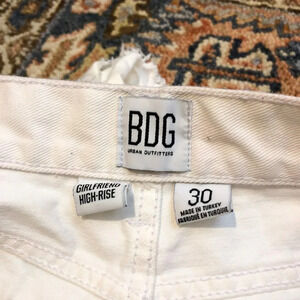 BDG
URBAN OUTFITTERS
GIRLFRIEND
HIGH-RISE
30
MADE IN TURKEY
FABRIQUÉ EN TURQUIE